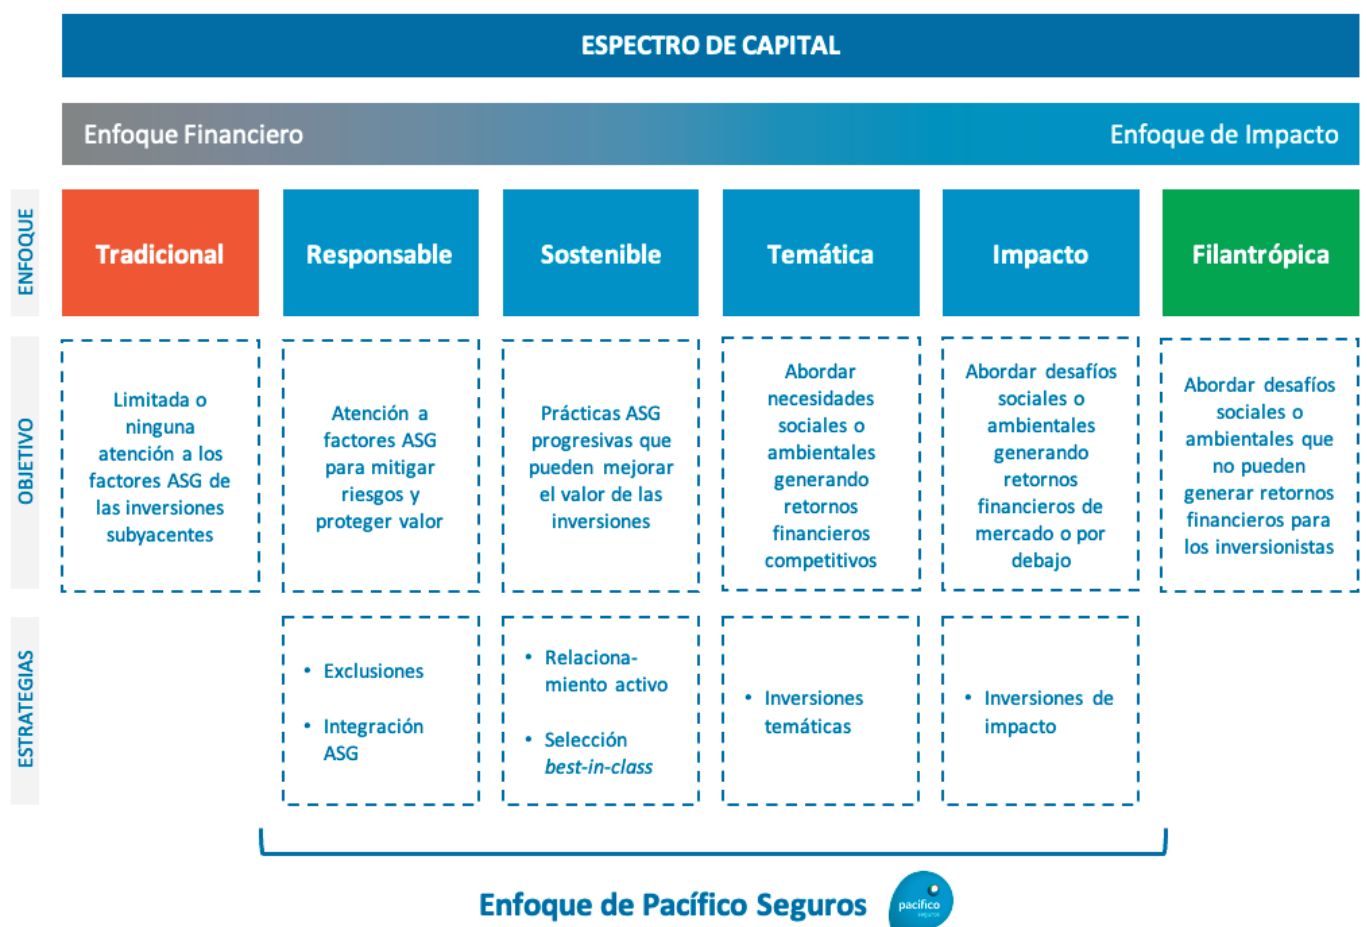 ESPECTRO DE CAPITAL
Enfoque Financiero
Enfoque de Impacto
ENFOQUE
Tradicional
Responsable
Sostenible
Temática
Impacto
Filantrópica
OBJETIVO
Limitada o
ninguna
atención a los
factores ASG de
las inversiones
subyacentes
Atención a
factores ASG
para mitigar
riesgos y
proteger valor
Prácticas ASG
progresivas que
pueden mejorar
el valor de las
inversiones
Abordar
necesidades
sociales o
ambientales
generando
retornos
financieros
competitivos
Abordar desafíos
sociales o
ambientales
generando
retornos
financieros de
mercado o por
debajo
Abordar desafíos
sociales o
ambientales que
no pueden
generar retornos
financieros para
los inversionistas
ESTRATEGIAS
• Exclusiones
• Integración
ASG
• Relaciona-
miento activo
• Selección
best-in-class
• Inversiones
temáticas
• Inversiones de
impacto
Enfoque de Pacífico Seguros
pacífico
seguros